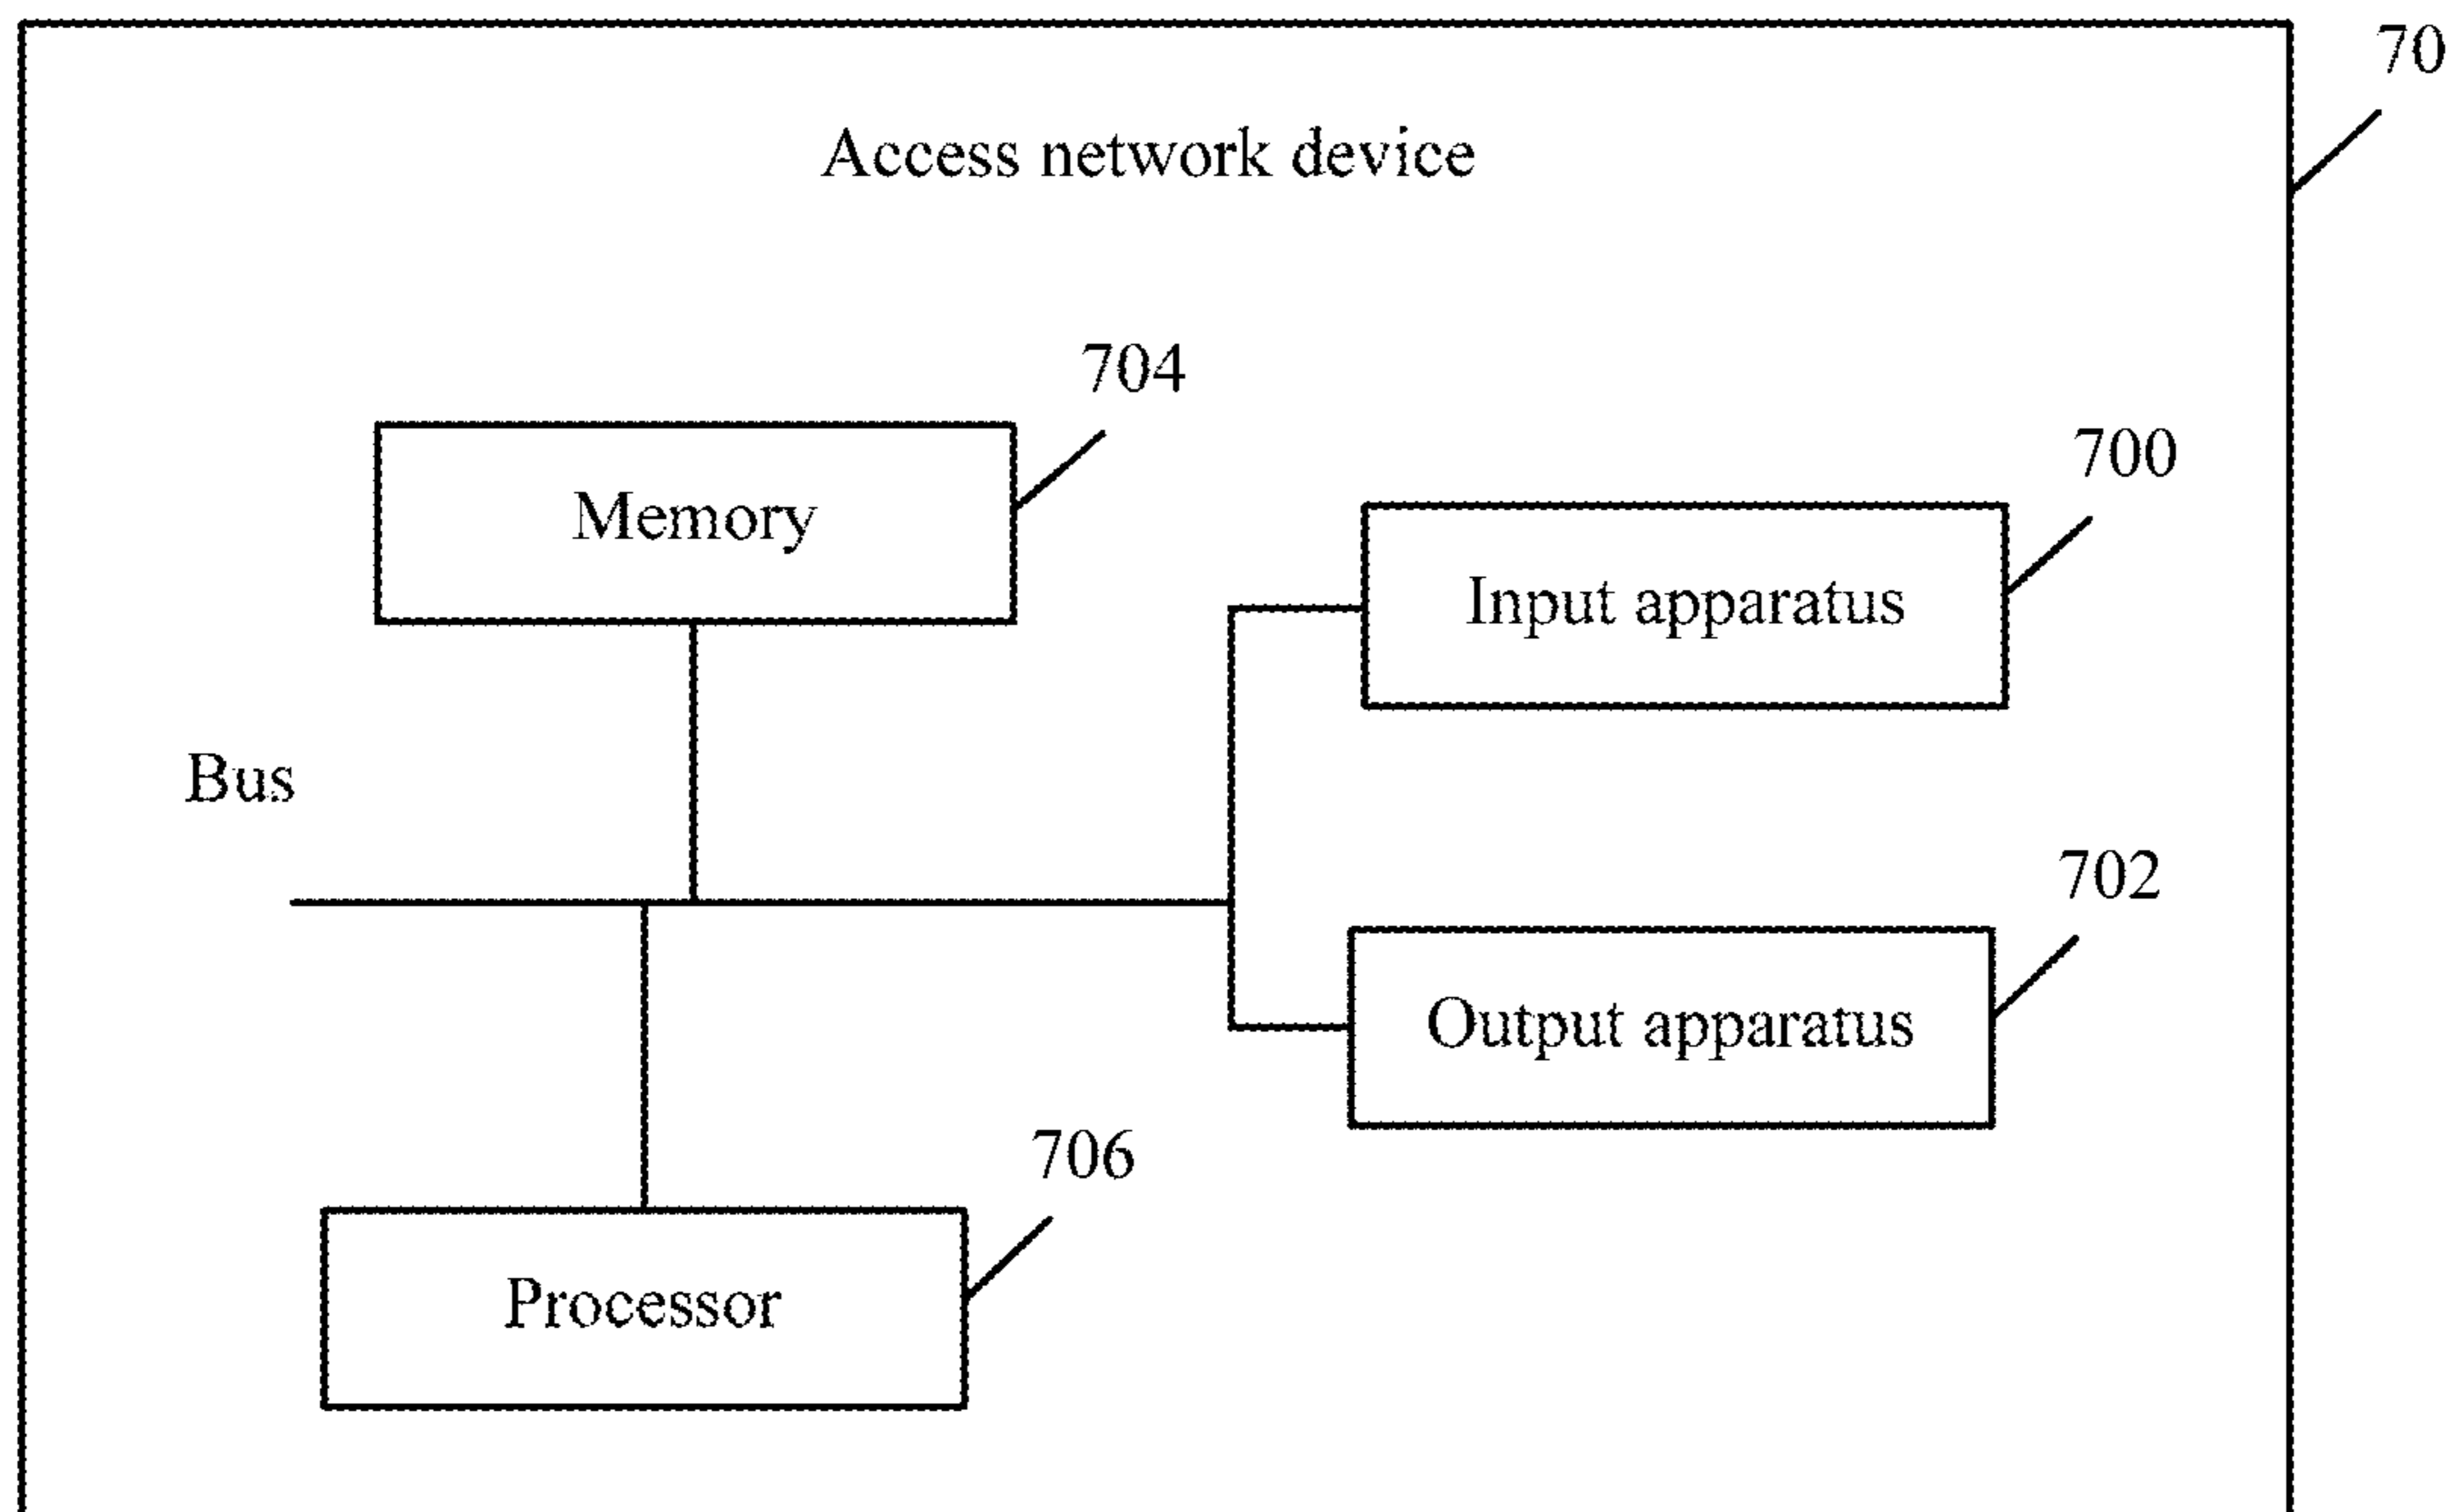 70
Access network device
704
Memory
700
Input apparatus
Bus
702
Output apparatus
706
Processor